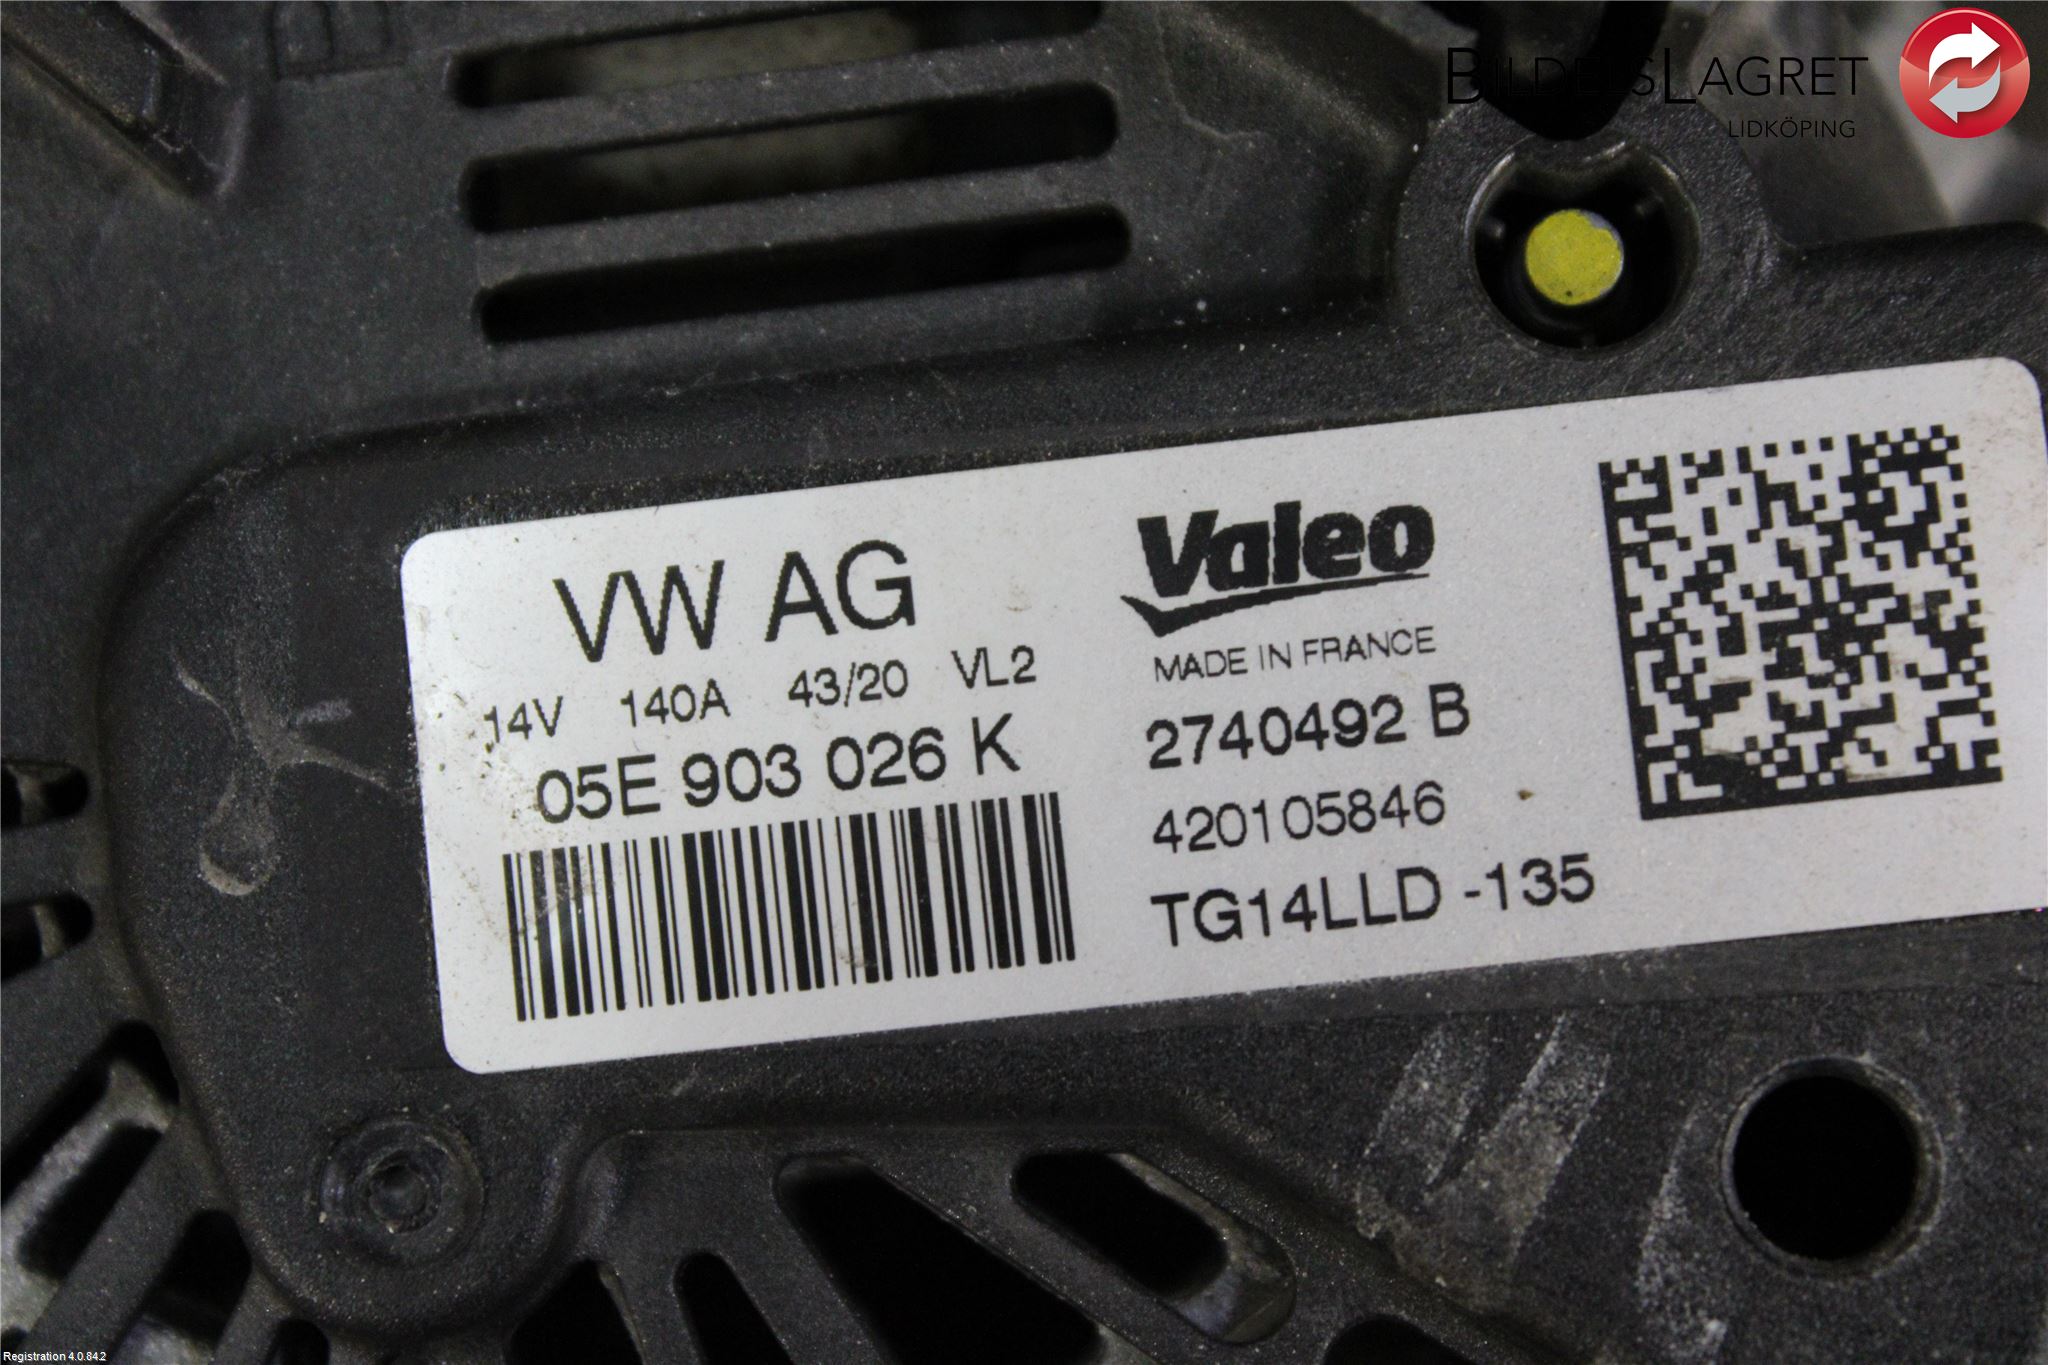 BILDELSLAGRET
LIDKÖPING
VW AG
14V 140A 43/20 VL2
05E 903 026 K
Valeo
MADE IN FRANCE
2740492 B
420105846
TG14LLD -135
Registration 4.0.84.2